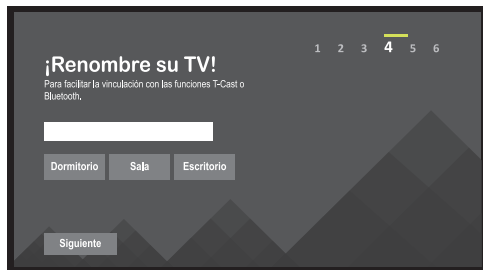 1 2 3 4 5 6
¡Renombre su TV!
Para facilitar la vinculación con las funciones T-Cast o
Bluetooth.
Dormitorio Sala Escritorio
Siguiente